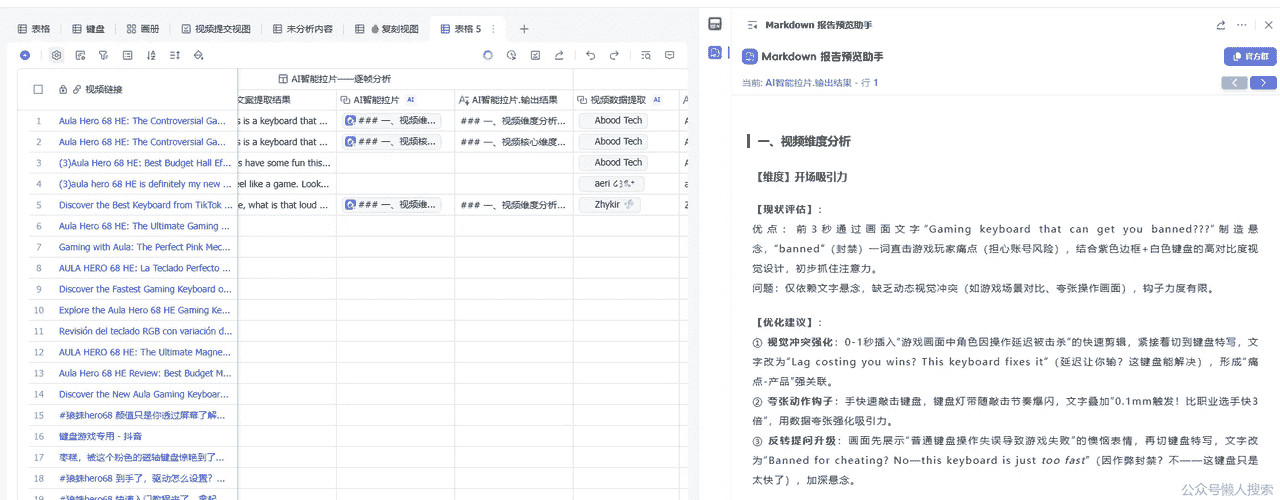 表格 键盘 画册 视频提交视图 未分析内容 复刻视图 表格 5
AI智能拉片——逐帧分析
视频链接
文案提取结果 AI智能拉片 AI AI智能拉片.输出结果 视频数据提取 AI
1 Aula Hero 68 HE: The Controversial Ga... s is a keyboard that ... ### 一、视频维... ### 一、视频维度分析... Abood Tech
2 Aula Hero 68 HE: The Controversial Ga... s is a keyboard that ... ### 一、视频核... ### 一、视频核心维度... Abood Tech
3 (3)Aula Hero 68 HE: Best Budget Hall Ef... s have some fun this... Abood Tech
4 (3)aula hero 68 HE is definitely my new ... eel like a game. Look... aeri
5 Discover the Best Keyboard from TikTok ... e, what is that loud ... ### 一、视频维... ### 一、视频维度分析... Zhykir
6 Aula Hero 68 HE: The Ultimate Gaming ...
7 Gaming with Aula: The Perfect Pink Mec...
8 AULA HERO 68 HE: La Teclado Perfecto ...
9 Discover the Fastest Gaming Keyboard o...
10 Explore the Aula Hero 68 HE Gaming Ke...
11 Revisión del teclado RGB con variación d...
12 AULA HERO 68 HE: The Ultimate Magne...
13 Aula Hero 68 HE Review: Best Budget M...
14 Discover the New Aula Gaming Keyboar...
15 #狼蛛hero68 颜值只是你透过屏幕了解...
16 键盘游戏专用 - 抖音
17 枣糕，被这个粉色的磁轴键盘惊艳到了...
18 #狼蛛hero68 到手了，驱动怎么设置？...
19
Markdown 报告预览助手
Markdown 报告预览助手
官方群
当前: AI智能拉片.输出结果 - 行 1
一、视频维度分析
【维度】开场吸引力
【现状评估】：
优点：前3秒通过画面文字“Gaming keyboard that can get you banned???”制造悬
念，“banned“（封禁）一词直击游戏玩家痛点（担心账号风险），结合紫色边框+白色键盘的高对比度视
觉设计，初步抓住注意力。
问题：仅依赖文字悬念，缺乏动态视觉冲突（如游戏场景对比、夸张操作画面），钩子力度有限。
【优化建议】：
① 视觉冲突强化：0-1秒插入“游戏画面中角色因操作延迟被击杀”的快速剪辑，紧接着切到键盘特写，文
字改为“Lag costing you wins? This keyboard fixes it”（延迟让你输？这键盘能解决），形成“痛
点-产品”强关联。
② 夸张动作钩子：手快速敲击键盘，键盘灯带随敲击节奏爆闪，文字叠加“0.1mm触发！比职业选手快3
倍”，用数据夸张强化吸引力。
③ 反转提问升级：画面先展示“普通键盘操作失误导致游戏失败”的懊恼表情，再切键盘特写，文字改
为“Banned for cheating? No—this keyboard is just too fast”（因作弊封禁？不——这键盘只是
太快了），加深悬念。
公众号懒人搜索